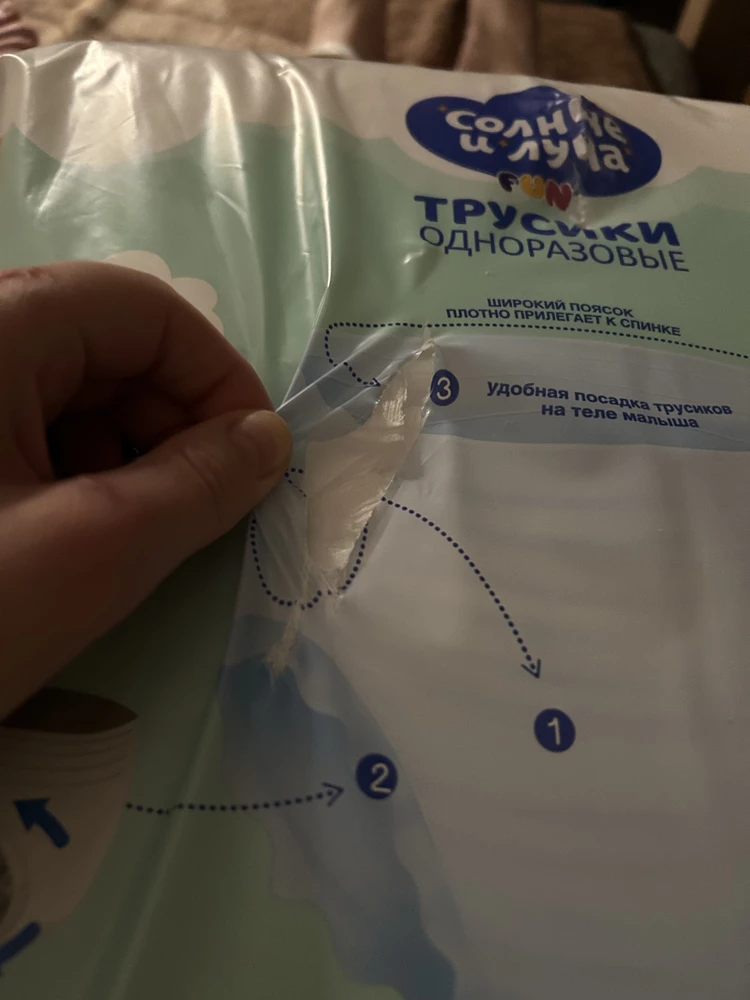 СОЛНЦЕ
И ЛУНА
FUN
ТРУСИКИ
ОДНОРАЗОВЫЕ
ШИРОКИЙ ПОЯСОК
ПЛОТНО ПРИЛЕГАЕТ К СПИНКЕ
3
УДОБНАЯ ПОСАДКА ТРУСИКОВ
НА ТЕЛЕ МАЛЫША
1
2